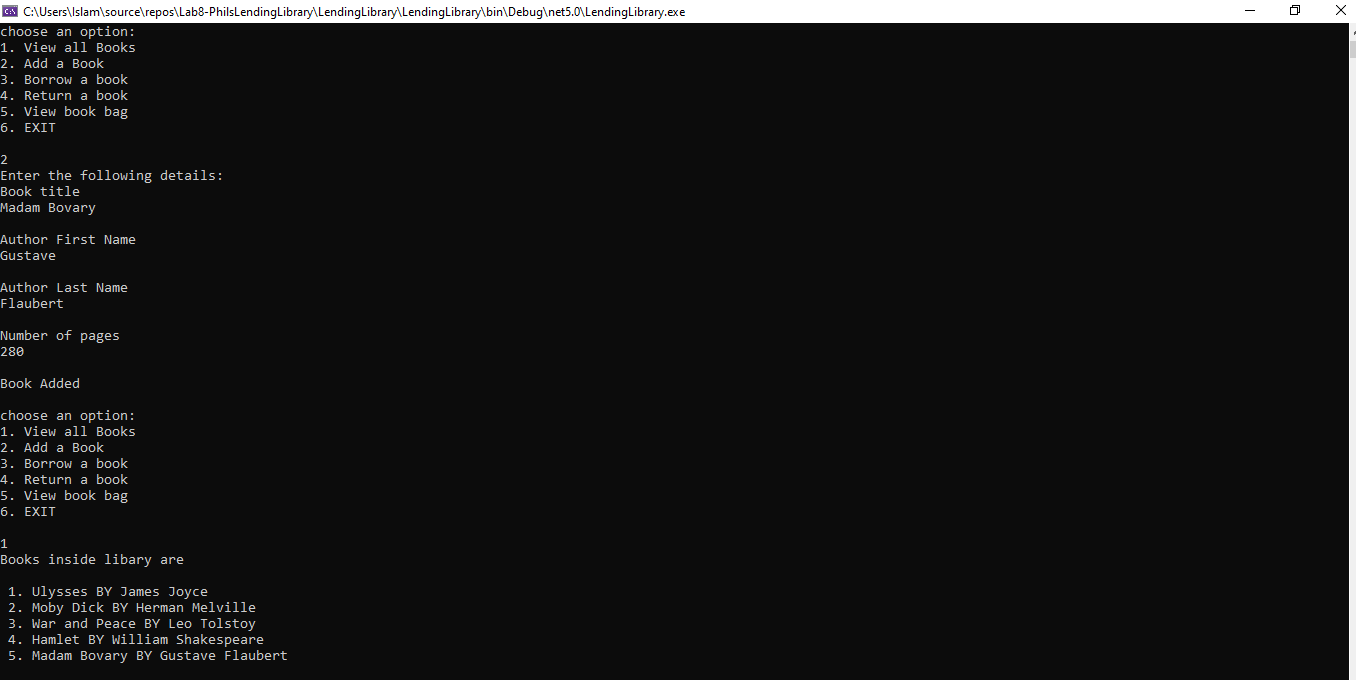 C:\Users\Islam\source\repos\Lab8-PhilsLendingLibrary\LendingLibrary\LendingLibrary\bin\Debug\net5.0\LendingLibrary.exe
choose an option:
1. View all Books
2. Add a Book
3. Borrow a book
4. Return a book
5. View book bag
6. EXIT
2
Enter the following details:
Book title
Madam Bovary
Author First Name
Gustave
Author Last Name
Flaubert
Number of pages
280
Book Added
choose an option:
1. View all Books
2. Add a Book
3. Borrow a book
4. Return a book
5. View book bag
6. EXIT
1
Books inside libary are
1. Ulysses BY James Joyce
2. Moby Dick BY Herman Melville
3. War and Peace BY Leo Tolstoy
4. Hamlet BY William Shakespeare
5. Madam Bovary BY Gustave Flaubert